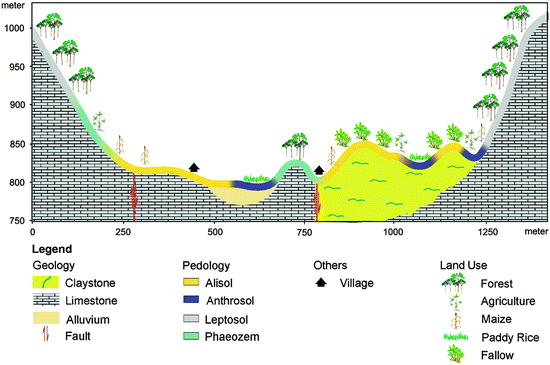 meter
1000
950
900
850
800
750
0 250 500 750 1000 1250 meter
Legend
Geology Pedology Others Land Use
Claystone Alisol Village Forest
Limestone Anthrosol Agriculture
Alluvium Leptosol Maize
Fault Phaeozem Paddy Rice
Fallow